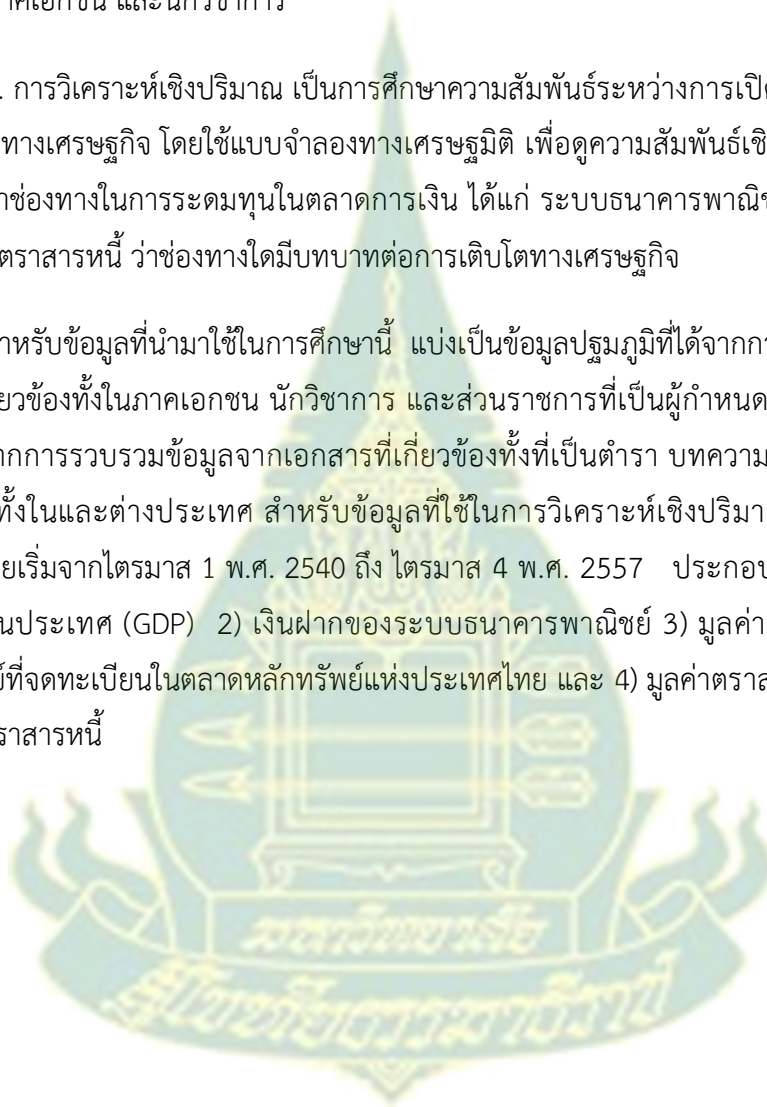 าคเอกชน และนักวิชาการ
. การวิเคราะห์เชิงปริมาณ เป็นการศึกษาความสัมพันธ์ระหว่างการเปิด
ทางเศรษฐกิจ โดยใช้แบบจำลองทางเศรษฐมิติ เพื่อดูความสัมพันธ์เชิ
าช่องทางในการระดมทุนในตลาดการเงิน ได้แก่ ระบบธนาคารพาณิช
ตราสารหนี้ ว่าช่องทางใดมีบทบาทต่อการเติบโตทางเศรษฐกิจ
าหรับข้อมูลที่นำมาใช้ในการศึกษานี้ แบ่งเป็นข้อมูลปฐมภูมิที่ได้จากกา
ยวข้องทั้งในภาคเอกชน นักวิชาการ และส่วนราชการที่เป็นผู้กำหนด
ากการรวบรวมข้อมูลจากเอกสารที่เกี่ยวข้องทั้งที่เป็นตำรา บทความ
ทั้งในและต่างประเทศ สำหรับข้อมูลที่ใช้ในการวิเคราะห์เชิงปริมา
ยเริ่มจากไตรมาส 1 พ.ศ. 2540 ถึง ไตรมาส 4 พ.ศ. 2557 ประกอบ
นประเทศ (GDP) 2) เงินฝากของระบบธนาคารพาณิชย์ 3) มูลค่า
ย์ที่จดทะเบียนในตลาดหลักทรัพย์แห่งประเทศไทย และ 4) มูลค่าตราส
ราสารหนี้
มหาวิทยาลัย
สุโขทัยธรรมาธิราช